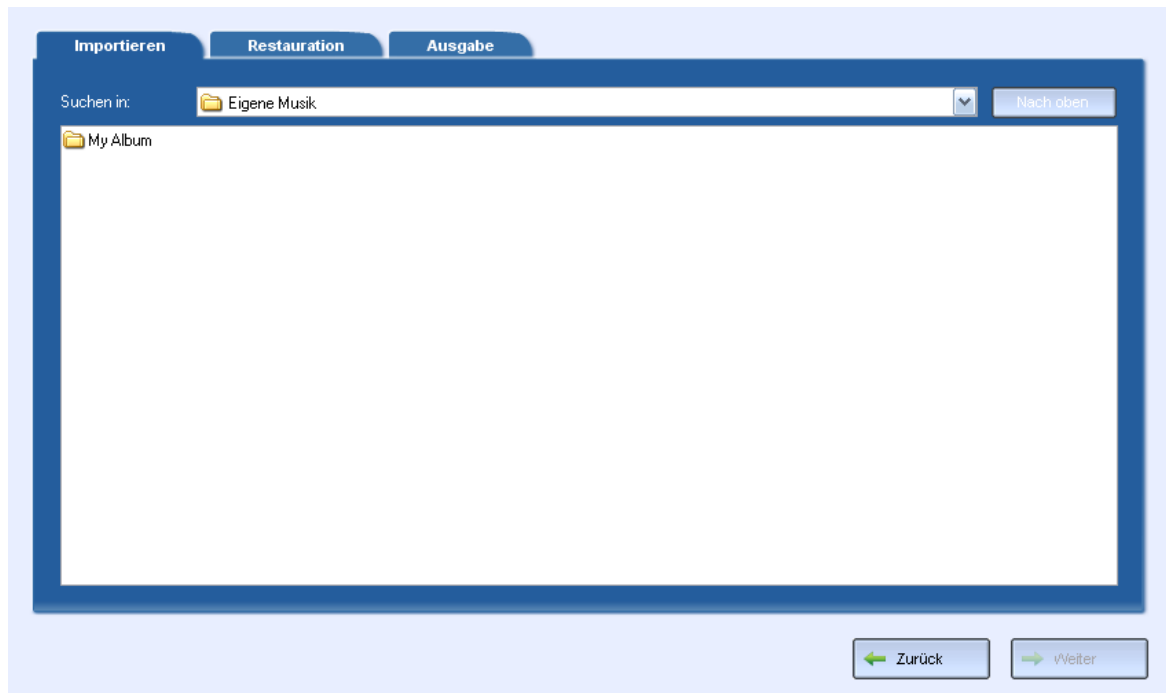 Importieren Restauration Ausgabe
Suchen in: Eigene Musik Nach oben
My Album
Zurück Weiter